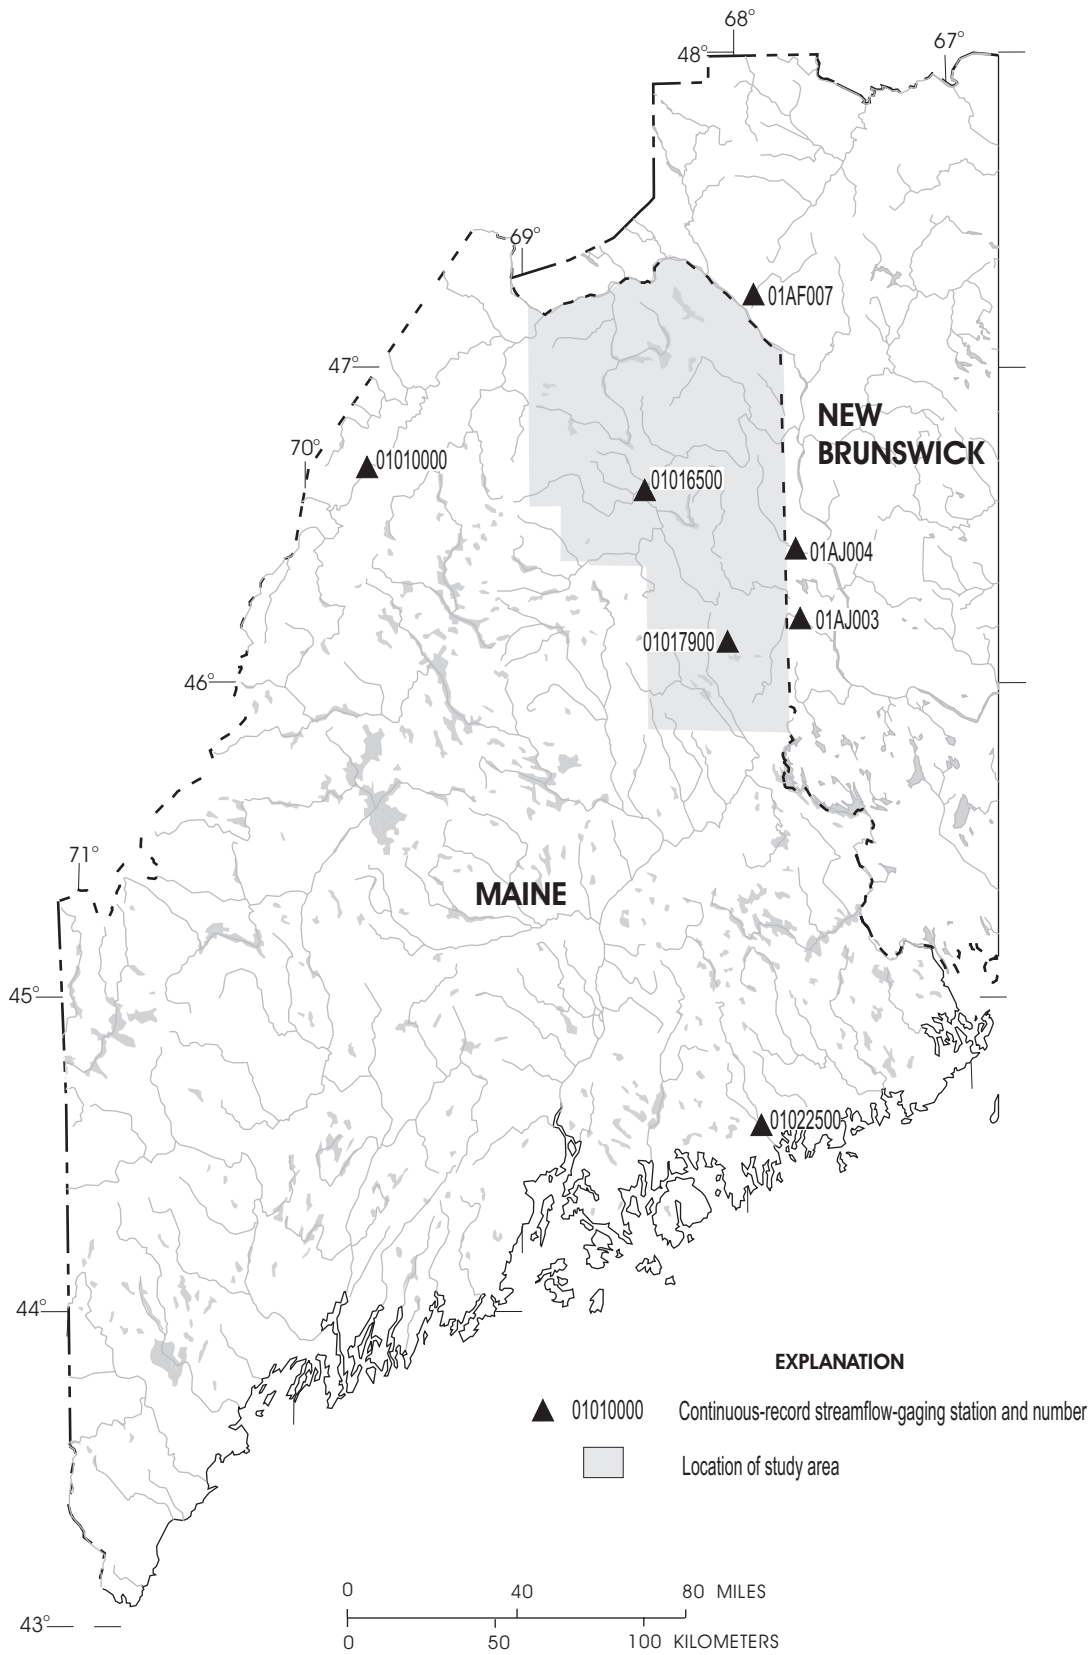 68°
48°
67°
69°
01AF007
47°
NEW
BRUNSWICK
70°
01010000
01016500
01AJ004
01AJ003
01017900
46°
71°
MAINE
45°
01022500
44°
EXPLANATION
01010000 Continuous-record streamflow-gaging station and number
Location of study area
0 40 80 MILES
0 50 100 KILOMETERS
43°